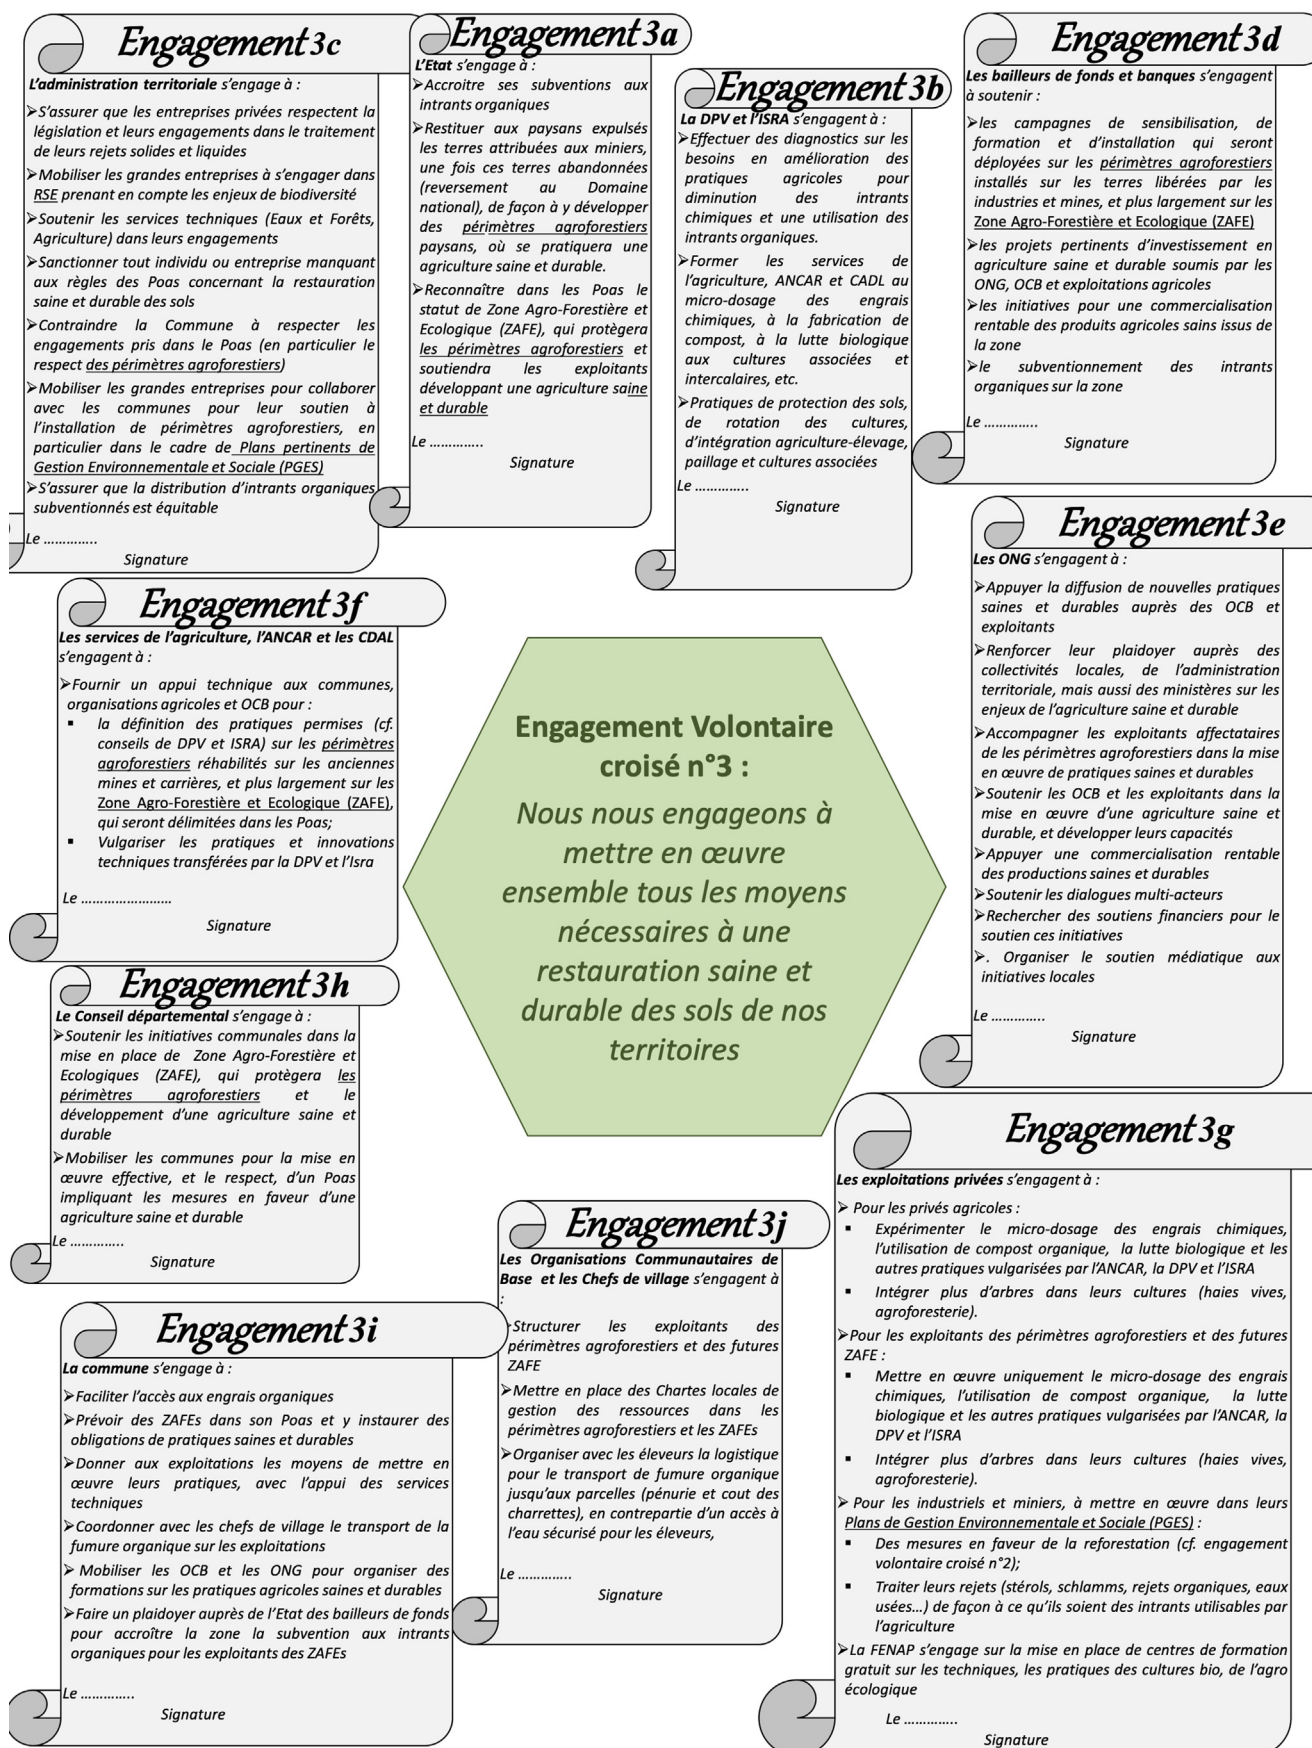 Engagement 3c
L’administration territoriale s’engage à :
➢S’assurer que les entreprises privées respectent la
législation et leurs engagements dans le traitement
de leurs rejets solides et liquides
➢Mobiliser les grandes entreprises à s’engager dans
RSE prenant en compte les enjeux de biodiversité
➢Soutenir les services techniques (Eaux et Forêts,
Agriculture) dans leurs engagements
➢Sanctionner tout individu ou entreprise manquant
aux règles des Poas concernant la restauration
saine et durable des sols
➢Contraindre la Commune à respecter les
engagements pris dans le Poas (en particulier le
respect des périmètres agroforestiers)
➢Mobiliser les grandes entreprises pour collaborer
avec les communes pour leur soutien à
l’installation de périmètres agroforestiers, en
particulier dans le cadre de Plans pertinents de
Gestion Environnementale et Sociale (PGES)
➢S’assurer que la distribution d’intrants organiques
subventionnés est équitable
Le …………..
Signature
Engagement 3a
L’Etat s’engage à :
➢Accroitre ses subventions aux
intrants organiques
➢Restituer aux paysans expulsés
les terres attribuées aux miners,
une fois ces terres abandonnées
(reversement au Domaine
national), de façon à y développer
des périmètres agroforestiers
paysans, où se pratiquera une
agriculture saine et durable.
➢Reconnaître dans les Poas le
statut de Zone Agro-Forestière et
Ecologique (ZAFE), qui protègera
les périmètres agroforestiers et
soutiendra les exploitants
développant une agriculture saine
et durable
Le …………..
Signature
Engagement 3b
La DPV et l’ISRA s’engagent à :
➢Effectuer des diagnostics sur les
besoins en amélioration des
pratiques agricoles pour
diminution des intrants
chimiques et une utilisation des
intrants organiques.
➢Former les services de
l’agriculture, ANCAR et CADL au
micro-dosage des engrais
chimiques, à la fabrication de
compost, à la lutte biologique
aux cultures associées et
intercalaires, etc.
➢Pratiques de protection des sols,
de rotation des cultures,
d’intégration agriculture-élevage,
paillage et cultures associées
Le …………..
Signature
Engagement 3d
Les bailleurs de fonds et banques s’engagent
à soutenir :
➢les campagnes de sensibilisation, de
formation et d’installation qui seront
déployées sur les périmètres agroforestiers
installés sur les terres libérées par les
industries et mines, et plus largement sur les
Zone Agro-Forestière et Ecologique (ZAFE)
➢les projets pertinents d’investissement en
agriculture saine et durable soumis par les
ONG, OCB et exploitations agricoles
➢les initiatives pour une commercialisation
rentable des produits agricoles sains issus de
la zone
➢le subventionnement des intrants
organiques sur la zone
Le …………..
Signature
Engagement 3e
Les ONG s’engagent à :
➢Appuyer la diffusion de nouvelles pratiques
saines et durables auprès des OCB et
exploitants
➢Renforcer leur plaidoyer auprès des
collectivités locales, de l’administration
territoriale, mais aussi des ministères sur les
enjeux de l’agriculture saine et durable
➢Accompagner les exploitants affectataires
de les périmètres agroforestiers dans la mise
en œuvre de pratiques saines et durables
➢Soutenir les OCB et les exploitants dans la
mise en œuvre d’une agriculture saine et
durable, et développer leurs capacités
➢Appuyer une commercialisation rentable
des productions saines et durables
➢Soutenir les dialogues multi-acteurs
➢Rechercher des soutiens financiers pour le
soutien ces initiatives
➢. Organiser le soutien médiatique aux
initiatives locales
Le …………..
Signature
Engagement 3f
Les services de l’agriculture, l’ANCAR et les CDAL
s’engagent à :
➢Fournir un appui technique aux communes,
organisations agricoles et OCB pour :
▪ la définition des pratiques permises (cf.
conseils de DPV et ISRA) sur les périmètres
agroforestiers réhabilités sur les anciennes
mines et carrières, et plus largement sur les
Zone Agro-Forestière et Ecologique (ZAFE),
qui seront délimitées dans les Poas;
▪ Vulgariser les pratiques et innovations
techniques transférées par la DPV et l’Isra
Le ……………………
Signature
Engagement Volontaire
croisé n°3 :
Nous nous engageons à
mettre en œuvre
ensemble tous les moyens
nécessaires à une
restauration saine et
durable des sols de nos
territoires
Engagement 3h
Le Conseil départemental s’engage à :
➢Soutenir les initiatives communales dans la
mise en place de Zone Agro-Forestière et
Ecologiques (ZAFE), qui protègera les
périmètres agroforestiers et le
développement d’une agriculture saine et
durable
➢Mobiliser les communes pour la mise en
œuvre effective, et le respect, d’un Poas
impliquant les mesures en faveur d’une
agriculture saine et durable
Le …………..
Signature
Engagement 3g
Les exploitations privées s’engagent à :
➢ Pour les privés agricoles :
▪ Expérimenter le micro-dosage des engrais chimiques,
l’utilisation de compost organique, la lutte biologique et les
autres pratiques vulgarisées par l’ANCAR, la DPV et l’ISRA
▪ Intégrer plus d’arbres dans leurs cultures (haies vives,
agroforesterie).
➢Pour les exploitants des périmètres agroforestiers et des futures
ZAFE :
▪ Mettre en œuvre uniquement le micro-dosage des engrais
chimiques, l’utilisation de compost organique, la lutte
biologique et les autres pratiques vulgarisées par l’ANCAR, la
DPV et l’ISRA
▪ Intégrer plus d’arbres dans leurs cultures (haies vives,
agroforesterie).
➢ Pour les industriels et miniers, à mettre en œuvre dans leurs
Plans de Gestion Environnementale et Sociale (PGES) :
▪ Des mesures en faveur de la reforestation (cf. engagement
volontaire croisé n°2);
▪ Traiter leurs rejets (stérols, schlamms, rejets organiques, eaux
usées…) de façon à ce qu’ils soient des intrants utilisables par
l’agriculture
➢La FENAP s’engage sur la mise en place de centres de formation
gratuit sur les techniques, les pratiques des cultures bio, de l’agro
écologique
Le …………..
Signature
Engagement 3j
Les Organisations Communautaires de
Base et les Chefs de village s’engagent à
:
➢Structurer les exploitants des
périmètres agroforestiers et des futures
ZAFE
➢Mettre en place des Chartes locales de
gestion des ressources dans les
périmètres agroforestiers et les ZAFEs
➢Organiser avec les éleveurs la logistique
pour le transport de fumure organique
jusqu’aux parcelles (pénurie et cout des
charrettes), en contrepartie d’un accès à
l’eau sécurisé pour les éleveurs,
Le …………..
Signature
Engagement 3i
La commune s’engage à :
➢Faciliter l’accès aux engrais organiques
➢Prévoir des ZAFEs dans son Poas et y instaurer des
obligations de pratiques saines et durables
➢Donner aux exploitations les moyens de mettre en
œuvre leurs pratiques, avec l’appui des services
techniques
➢Coordonner avec les chefs de village le transport de la
fumure organique sur les exploitations
➢ Mobiliser les OCB et les ONG pour organiser des
formations sur les pratiques agricoles saines et durables
➢Faire un plaidoyer auprès de l’Etat des bailleurs de fonds
pour accroître la zone la subvention aux intrants
organiques pour les exploitants des ZAFEs
Le …………..
Signature